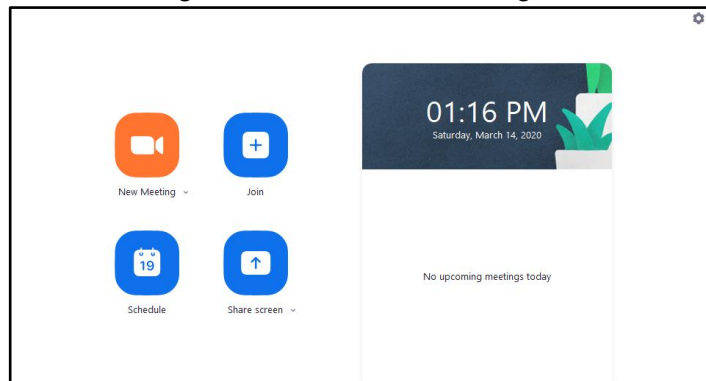 01:16 PM
Saturday, March 14, 2020
New Meeting
Join
19
Schedule
Share screen
No upcoming meetings today